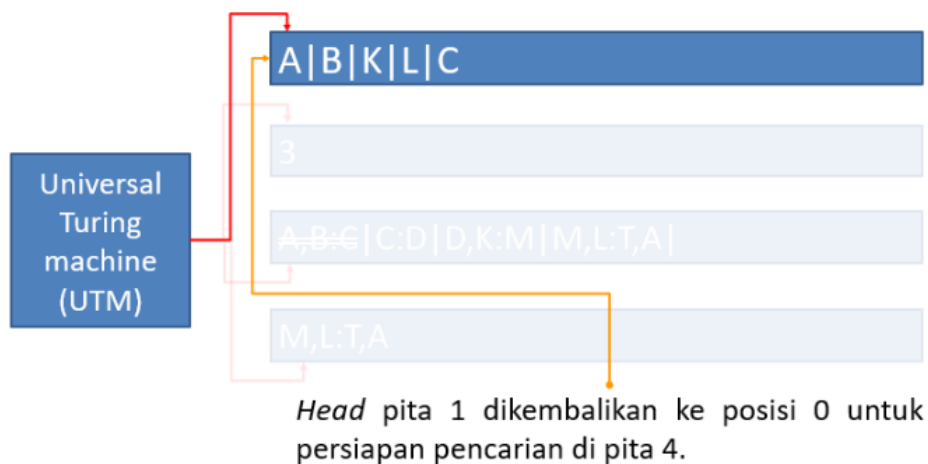 A|B|K|L|C
3
Universal
Turing
machine
(UTM)
A,B:C|C:D|D,K:M|M,L:T,A|
M,L:T,A
Head pita 1 dikembalikan ke posisi 0 untuk
persiapan pencarian di pita 4.